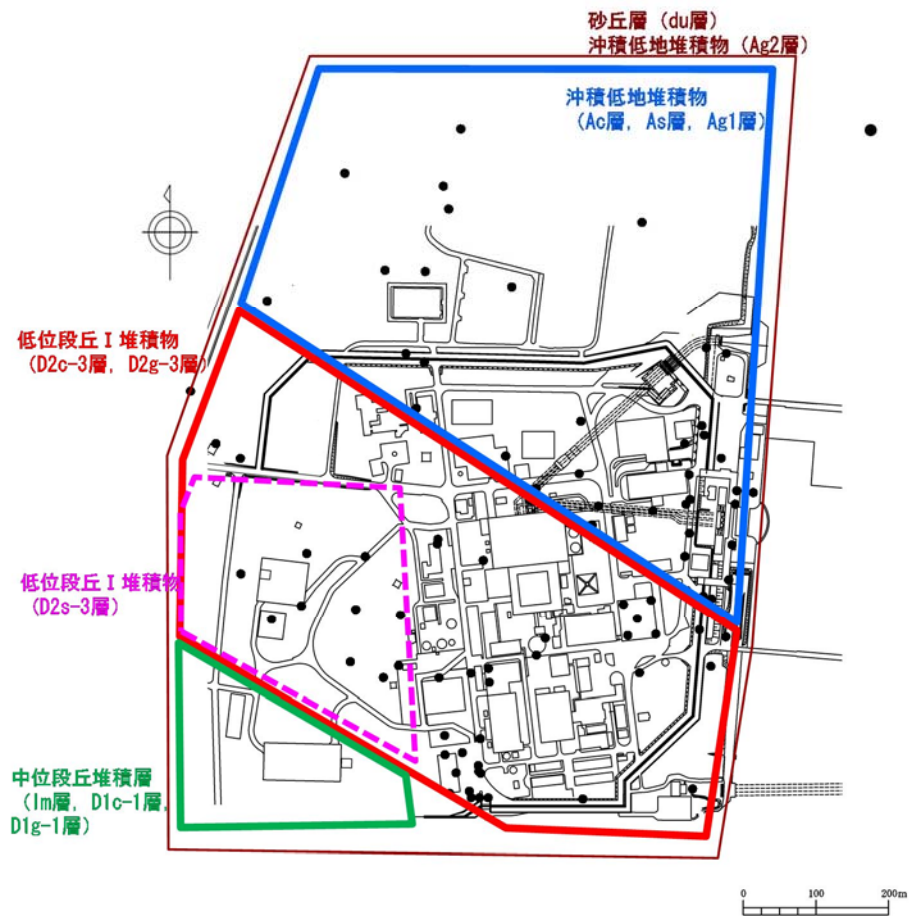 砂丘層（du層）
沖積低地堆積物（Ag2層）
沖積低地堆積物
（Ac層, As層, Ag1層）
低位段丘Ⅰ堆積物
（D2c-3層, D2g-3層）
低位段丘Ⅰ堆積物
（D2s-3層）
中位段丘堆積層
（lm層, D1c-1層,
D1g-1層）
0 100 200m